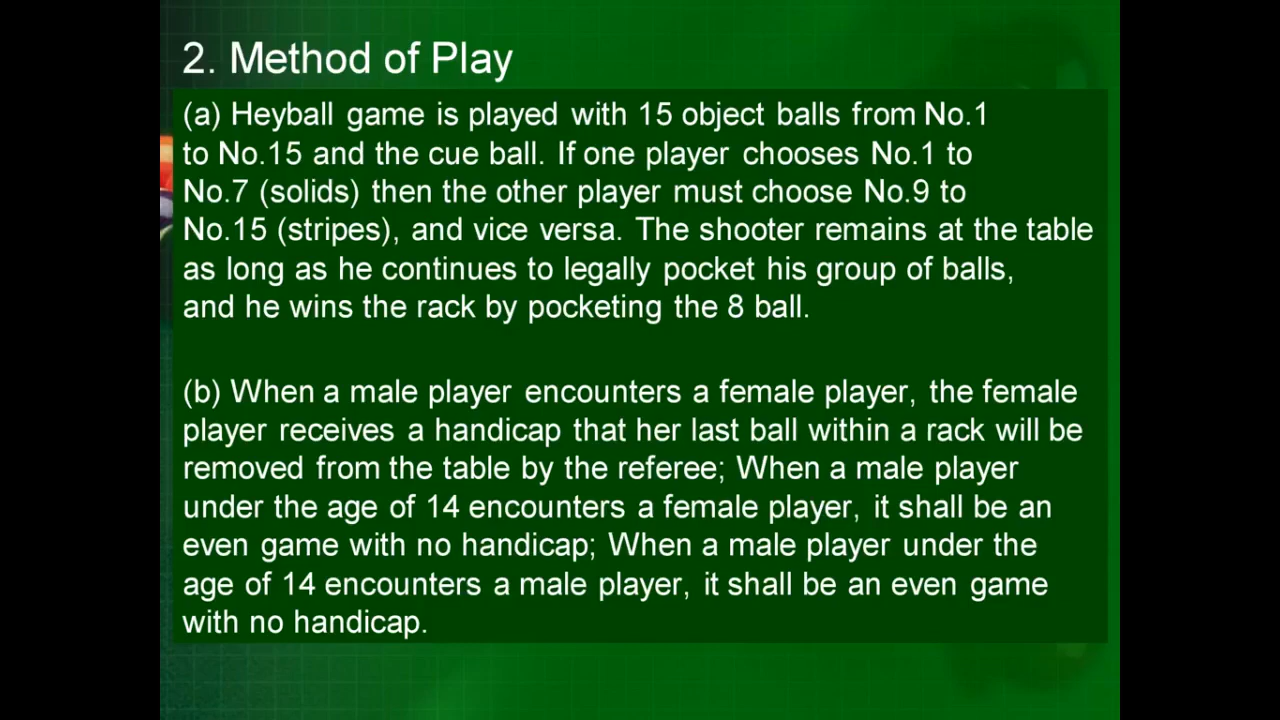 2. Method of Play
(a) Heyball game is played with 15 object balls from No.1
to No.15 and the cue ball. If one player chooses No.1 to
No.7 (solids) then the other player must choose No.9 to
No.15 (stripes), and vice versa. The shooter remains at the table
as long as he continues to legally pocket his group of balls,
and he wins the rack by pocketing the 8 ball.
(b) When a male player encounters a female player, the female
player receives a handicap that her last ball within a rack will be
removed from the table by the referee; When a male player
under the age of 14 encounters a female player, it shall be an
even game with no handicap; When a male player under the
age of 14 encounters a male player, it shall be an even game
with no handicap.